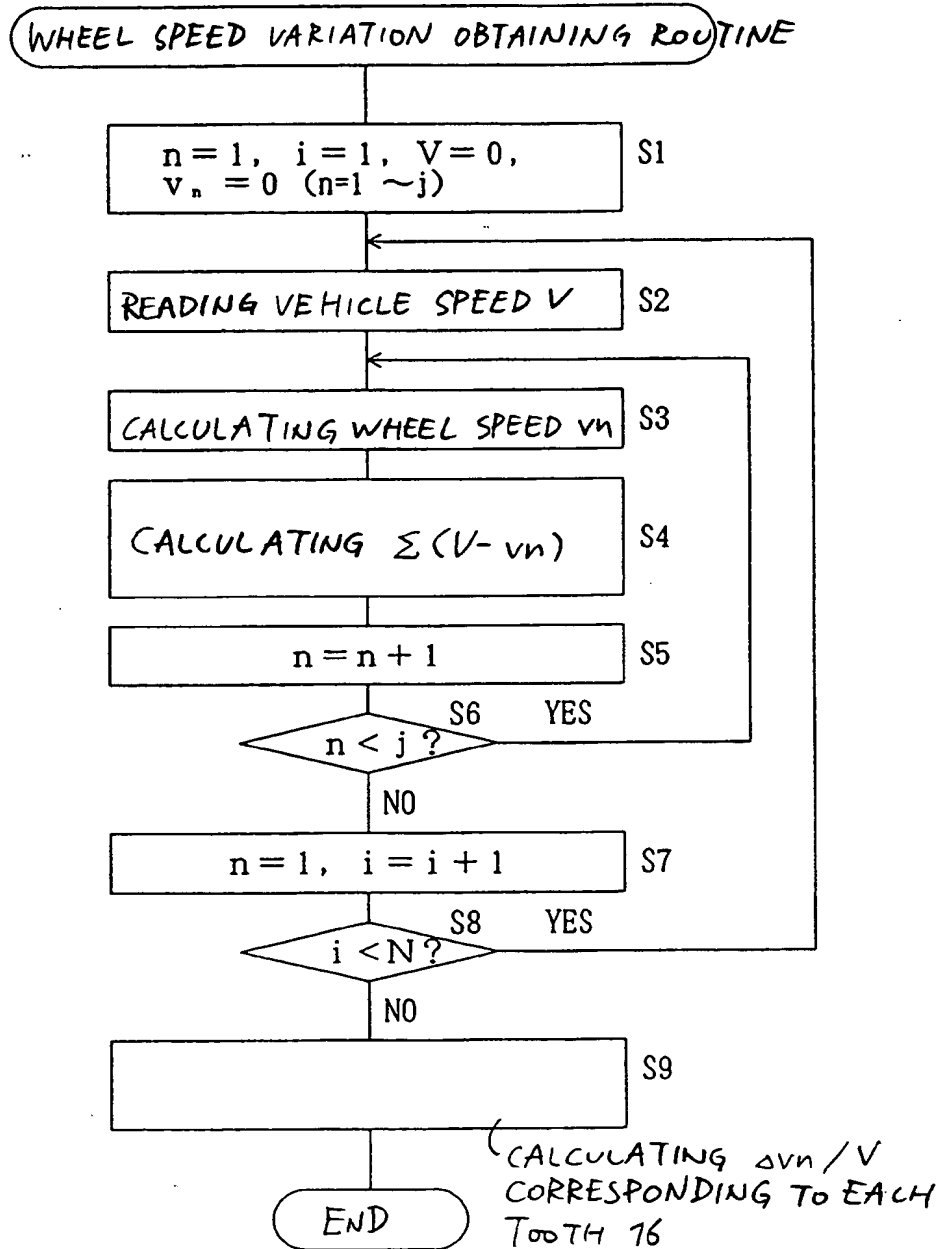 WHEEL SPEED VARIATION OBTAINING ROUTINE
n = 1, i = 1, V = 0,
vₙ = 0 (n=1 ~j)
S1
READING VEHICLE SPEED V
S2
CALCULATING WHEEL SPEED vn
S3
CALCULATING Σ(V- vn)
S4
n = n + 1
S5
S6 YES
n < j ?
NO
n = 1, i = i + 1
S7
S8 YES
i < N ?
NO
S9
CALCULATING Δvn / V
CORRESPONDING TO EACH
TOOTH 76
END